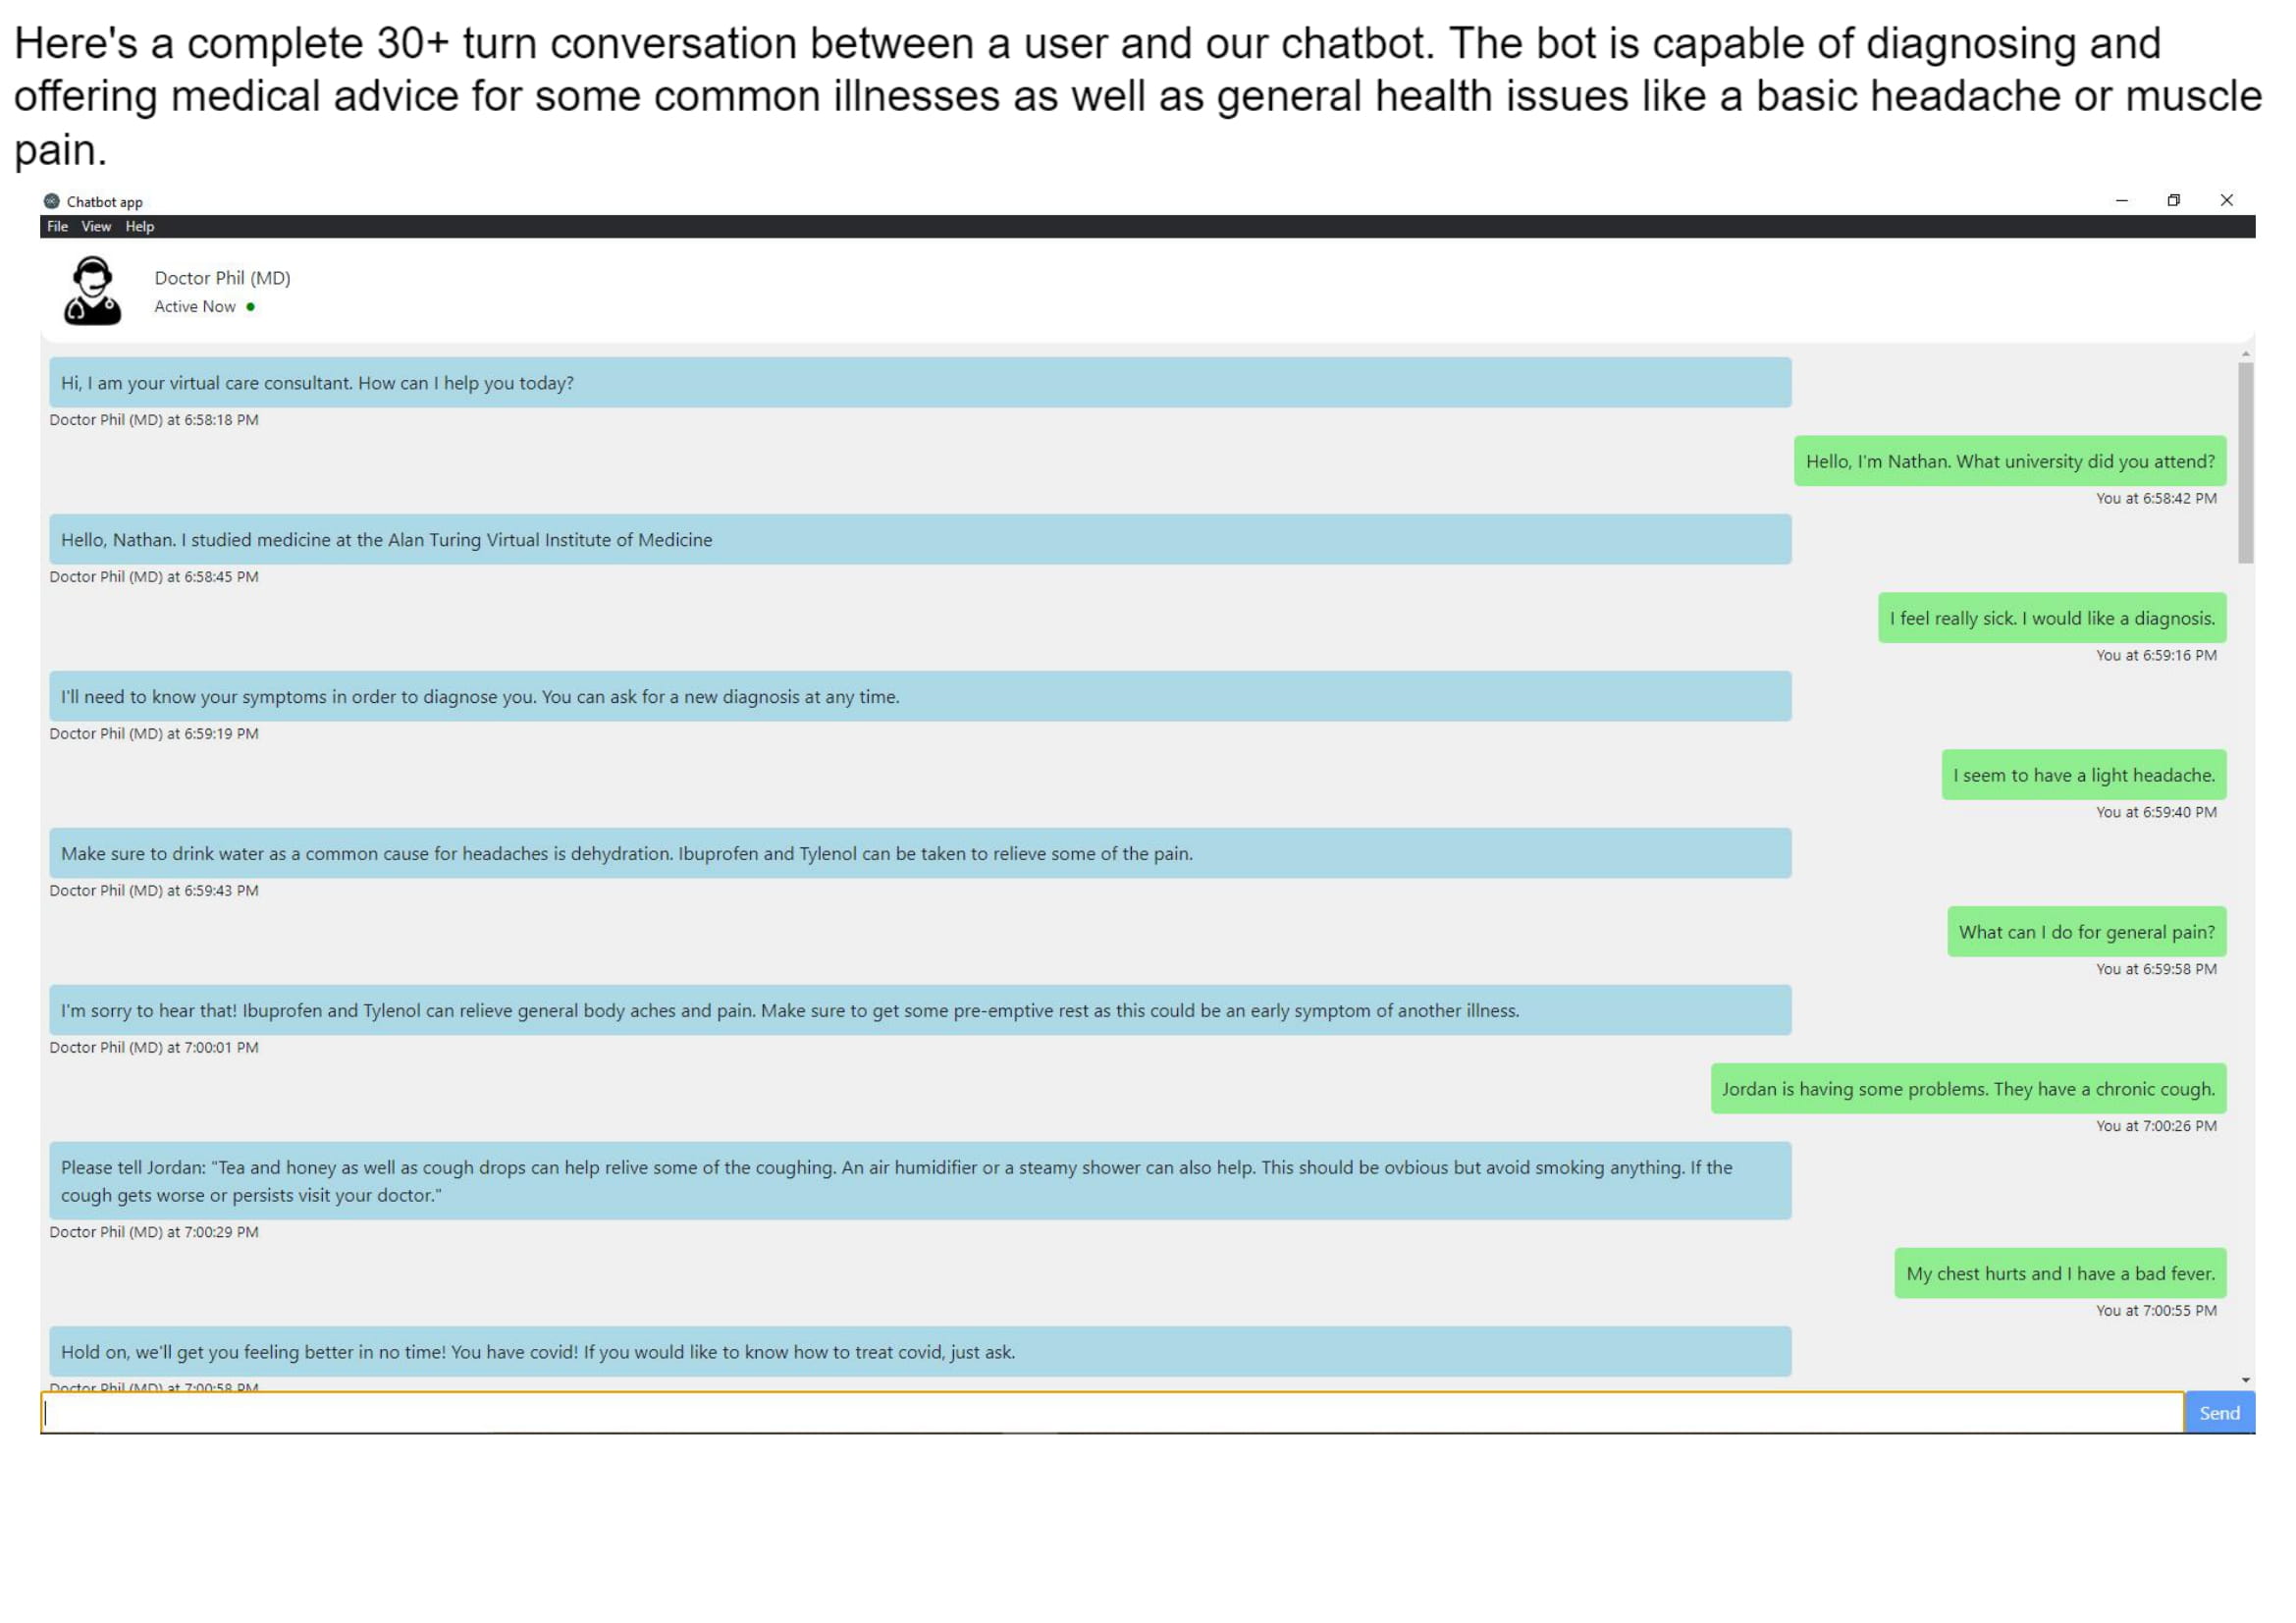 Here's a complete 30+ turn conversation between a user and our chatbot. The bot is capable of diagnosing and
offering medical advice for some common illnesses as well as general health issues like a basic headache or muscle
pain.
Chatbot app
File View Help
Doctor Phil (MD)
Active Now
Hi, I am your virtual care consultant. How can I help you today?
Doctor Phil (MD) at 6:58:18 PM
Hello, I'm Nathan. What university did you attend?
You at 6:58:42 PM
Hello, Nathan. I studied medicine at the Alan Turing Virtual Institute of Medicine
Doctor Phil (MD) at 6:58:45 PM
I feel really sick. I would like a diagnosis.
You at 6:59:16 PM
I'll need to know your symptoms in order to diagnose you. You can ask for a new diagnosis at any time.
Doctor Phil (MD) at 6:59:19 PM
I seem to have a light headache.
You at 6:59:40 PM
Make sure to drink water as a common cause for headaches is dehydration. Ibuprofen and Tylenol can be taken to relieve some of the pain.
Doctor Phil (MD) at 6:59:43 PM
What can I do for general pain?
You at 6:59:58 PM
I'm sorry to hear that! Ibuprofen and Tylenol can relieve general body aches and pain. Make sure to get some pre-emptive rest as this could be an early symptom of another illness.
Doctor Phil (MD) at 7:00:01 PM
Jordan is having some problems. They have a chronic cough.
You at 7:00:26 PM
Please tell Jordan: "Tea and honey as well as cough drops can help relive some of the coughing. An air humidifier or a steamy shower can also help. This should be ovbious but avoid smoking anything. If the
cough gets worse or persists visit your doctor."
Doctor Phil (MD) at 7:00:29 PM
My chest hurts and I have a bad fever.
You at 7:00:55 PM
Hold on, we'll get you feeling better in no time! You have covid! If you would like to know how to treat covid, just ask.
Doctor Phil (MD) at 7:00:58 PM
Send